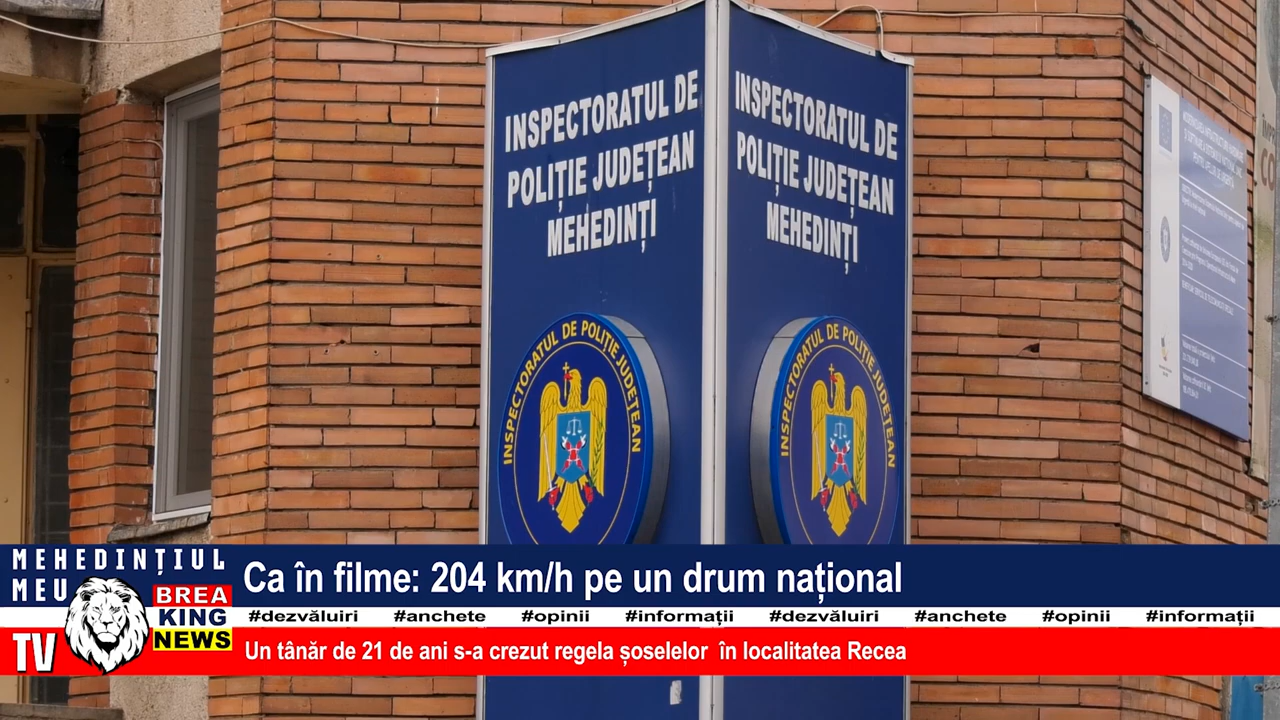 INSPECTORATUL DE
POLIȚIE JUDEȚEAN
MEHEDINȚI
INSPECTORATUL DE
POLIȚIE JUDEȚEAN
MEHEDINȚI
INSPECTORATUL DE POLIȚIE JUDEȚEAN
INSPECTORATUL DE POLIȚIE JUDEȚEAN
MEHEDINȚIUL
MEU
TV
BREA
KING
NEWS
Ca în filme: 204 km/h pe un drum național
#dezvăluiri #anchete #opinii #informații #dezvăluiri #anchete #opinii #informații
Un tânăr de 21 de ani s-a crezut regela șoselelor în localitatea Recea